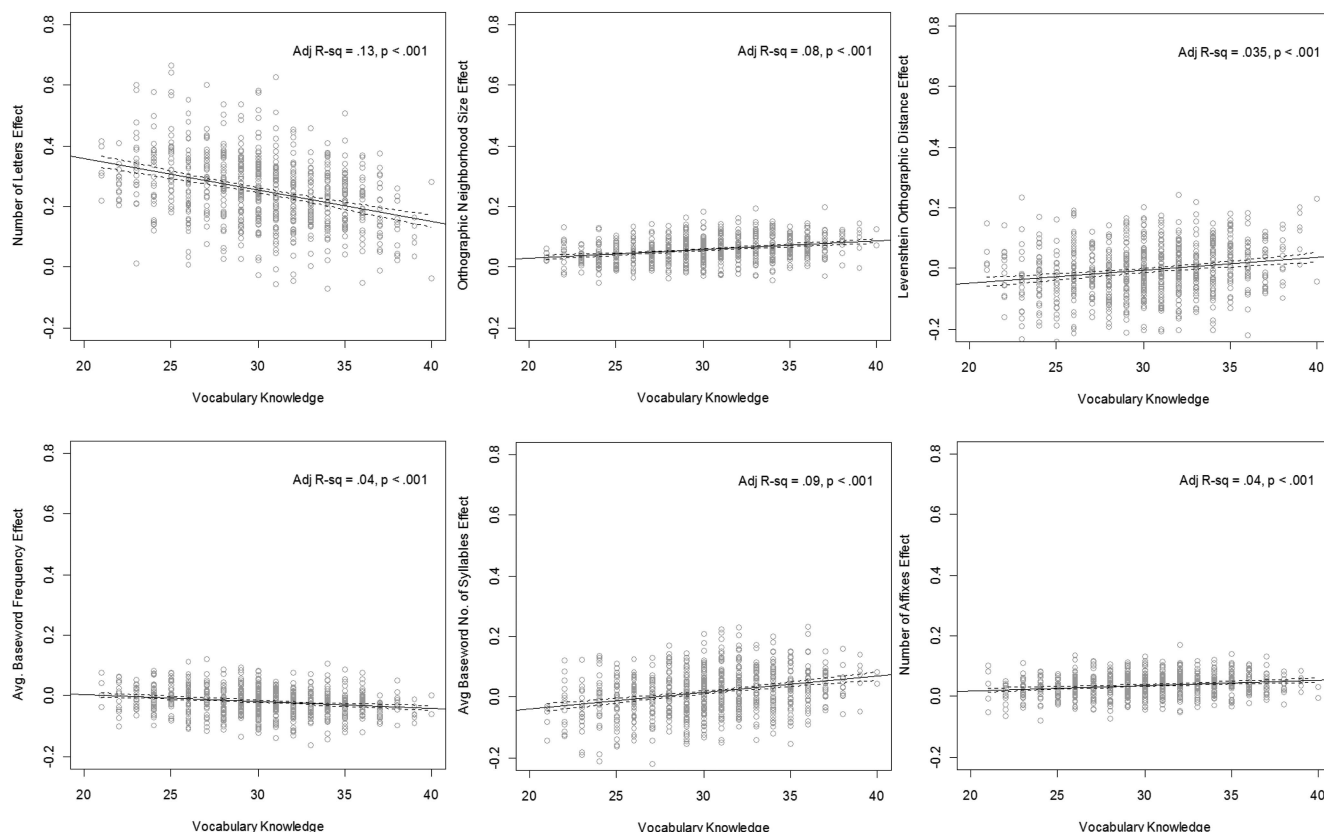 Number of Letters Effect
0.8
0.6
0.4
0.2
0.0
-0.2
Adj R-sq = .13, p < .001
20 25 30 35 40
Vocabulary Knowledge
Orthographic Neighborhood Size Effect
0.8
0.6
0.4
0.2
0.0
-0.2
Adj R-sq = .08, p < .001
20 25 30 35 40
Vocabulary Knowledge
Levenshtein Orthographic Distance Effect
0.8
0.6
0.4
0.2
0.0
-0.2
Adj R-sq = .035, p < .001
20 25 30 35 40
Vocabulary Knowledge
Avg. Baseword Frequency Effect
0.8
0.6
0.4
0.2
0.0
-0.2
Adj R-sq = .04, p < .001
20 25 30 35 40
Vocabulary Knowledge
Avg Baseword No. of Syllables Effect
0.8
0.6
0.4
0.2
0.0
-0.2
Adj R-sq = .09, p < .001
20 25 30 35 40
Vocabulary Knowledge
Number of Affixes Effect
0.8
0.6
0.4
0.2
0.0
-0.2
Adj R-sq = .04, p < .001
20 25 30 35 40
Vocabulary Knowledge